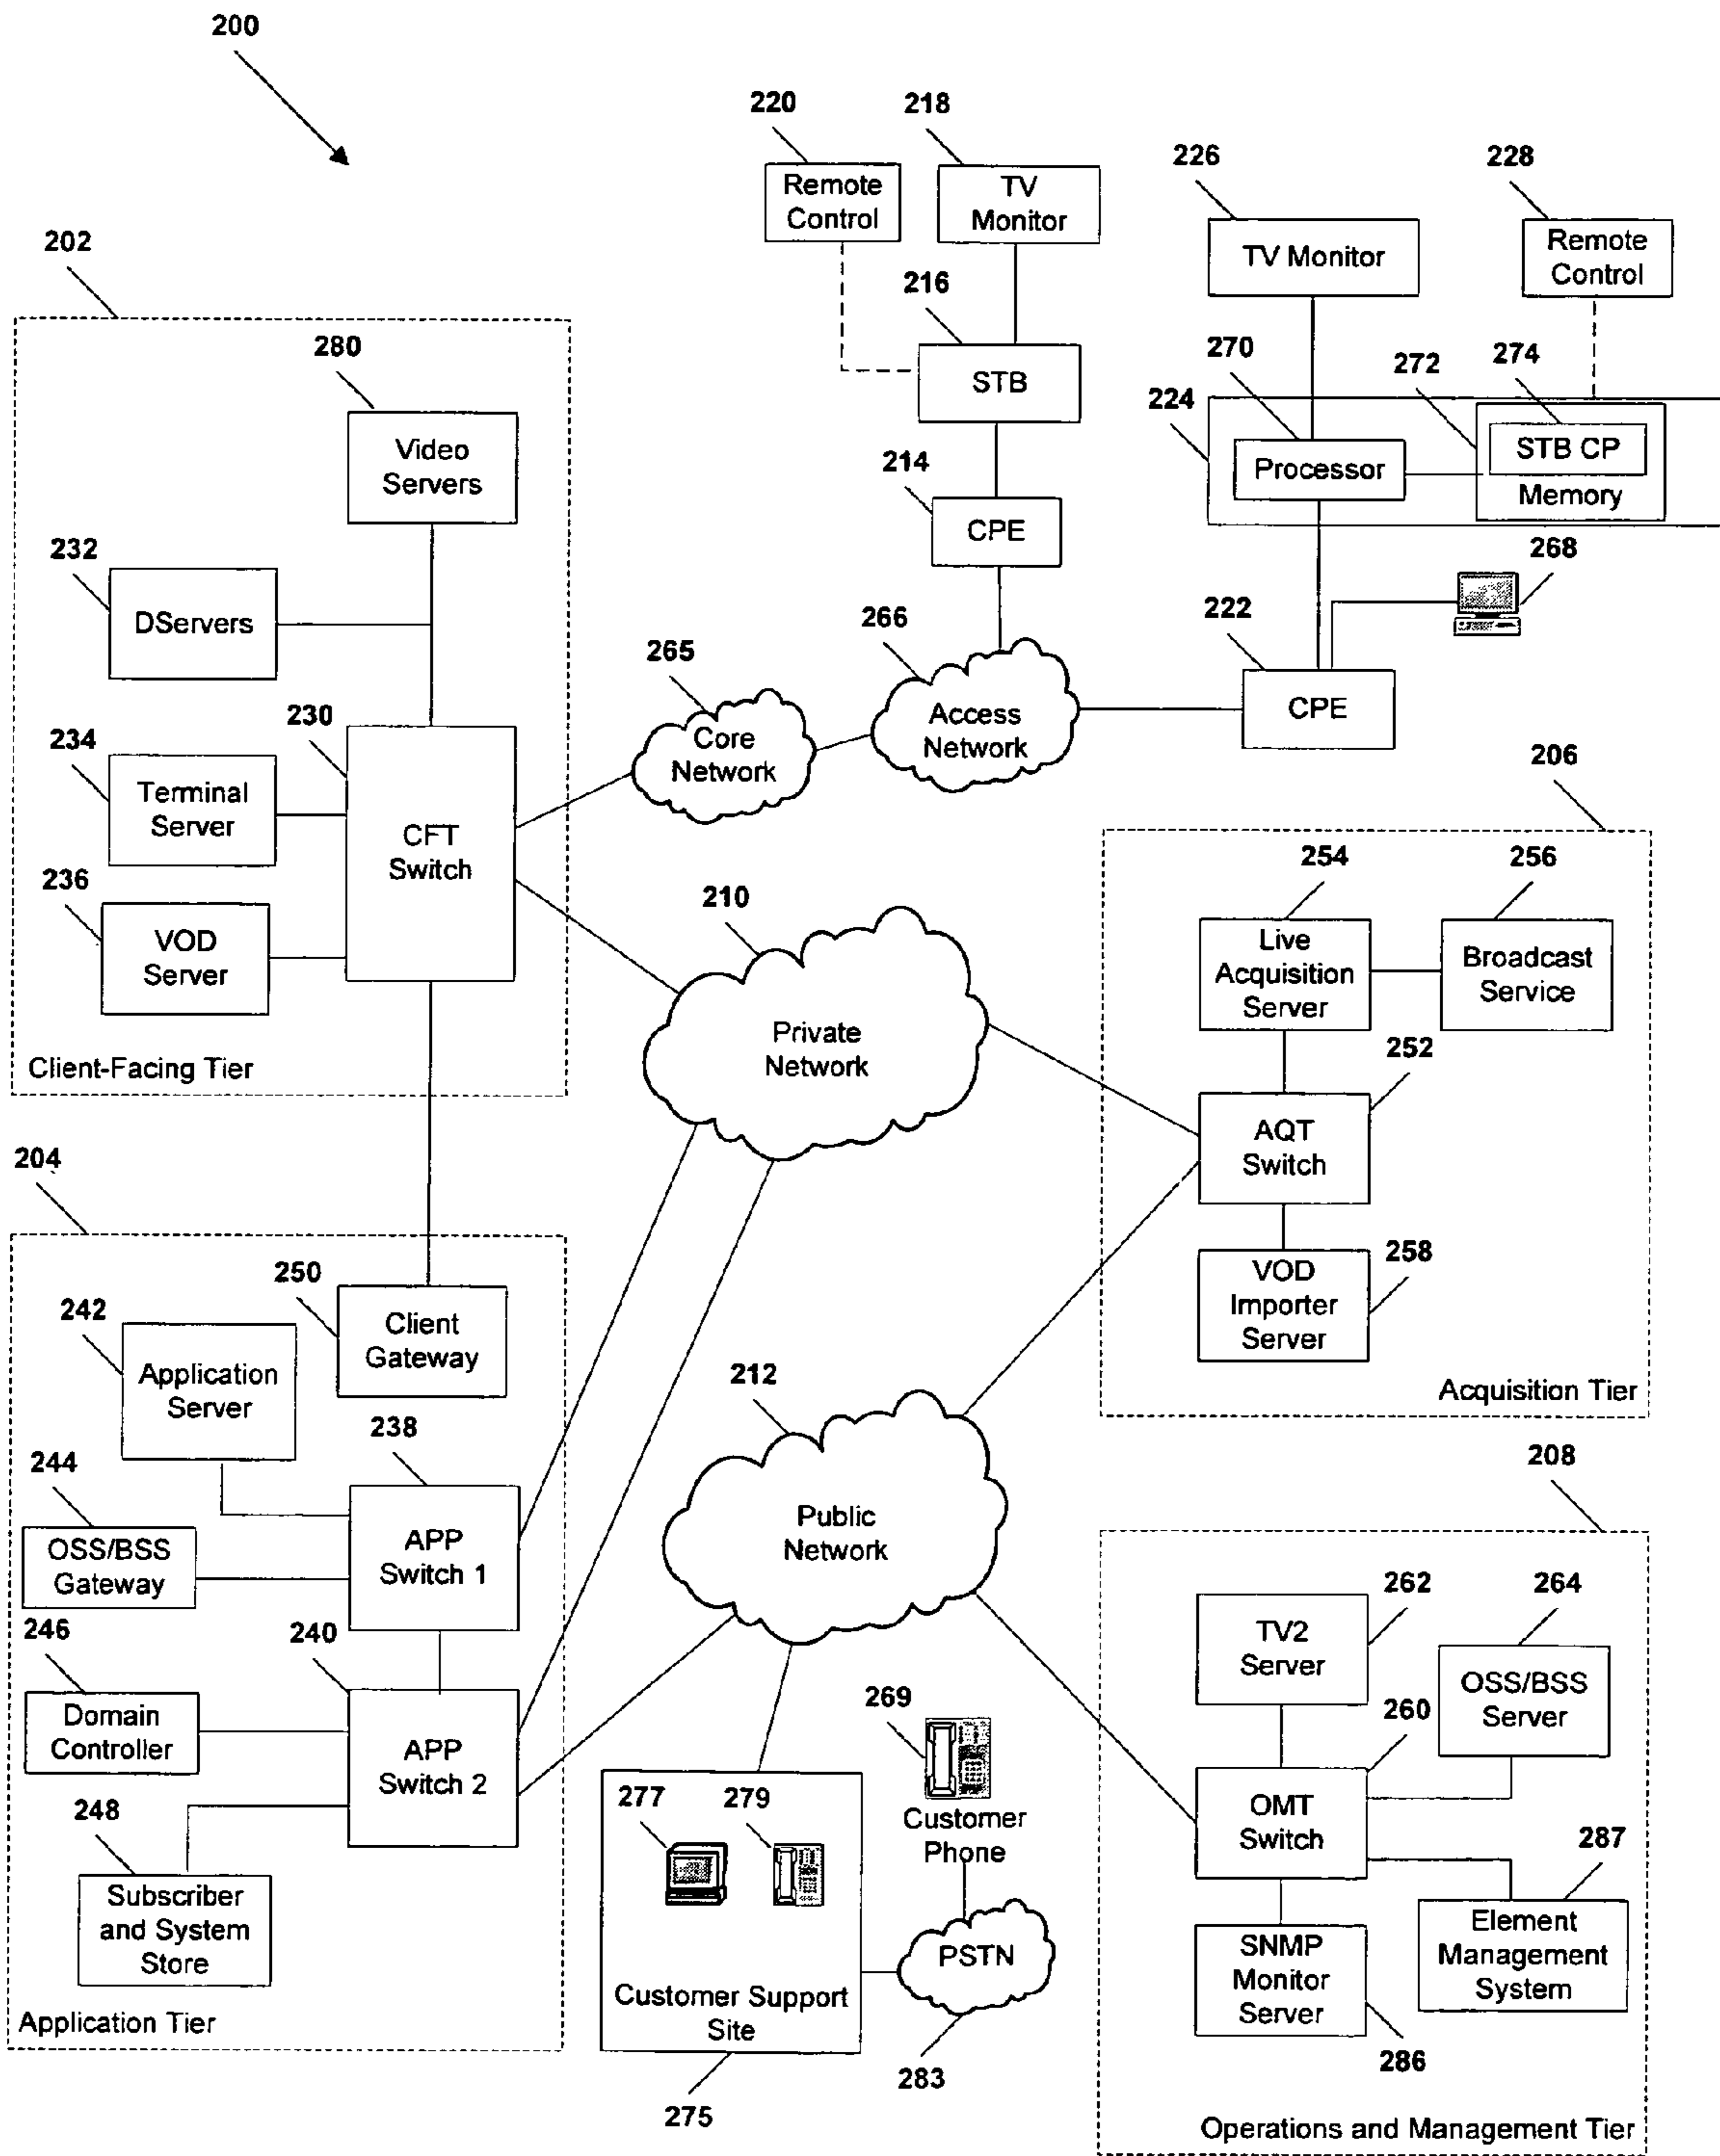 200
220
218
226
228
Remote
Control
TV
Monitor
TV Monitor
Remote
Control
202
216
280
270
272
274
STB
224
STB CP
Video
Servers
214
Processor
Memory
CPE
232
268
DServers
266
222
265
230
Access
Network
CPE
234
Core
Network
206
Terminal
Server
CFT
Switch
254
256
236
210
VOD
Server
Live
Acquisition
Server
Broadcast
Service
Private
Network
252
Client-Facing Tier
AQT
Switch
204
250
258
242
Client
Gateway
VOD
Importer
Server
Application
Server
212
Acquisition Tier
238
244
208
APP
Switch 1
Public
Network
OSS/BSS
Gateway
262
264
246
240
TV2
Server
OSS/BSS
Server
269
260
Domain
Controller
APP
Switch 2
277
279
248
Customer
Phone
OMT
Switch
287
Subscriber
and System
Store
PSTN
SNMP
Monitor
Server
Element
Management
System
Customer Support
Site
Application Tier
283
286
275
Operations and Management Tier